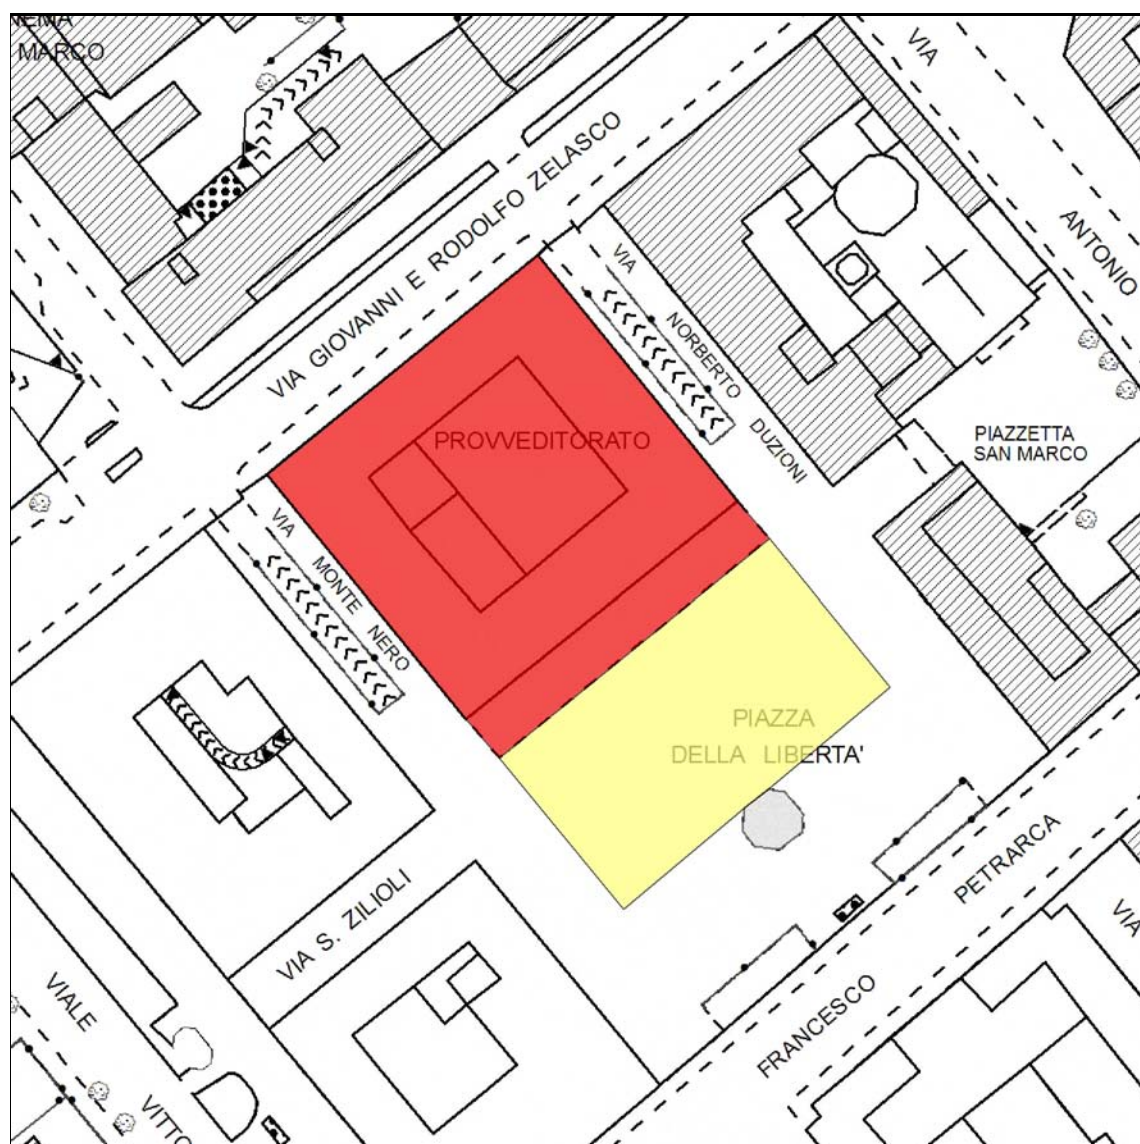 MARCO
VIA
VIA GIOVANNI E RODOLFO ZELASCO
ANTONIO
VIA
NORBERTO
DUZIONI
PROVVEDITORATO
PIAZZETTA
SAN MARCO
VIA
MONTE
NERO
PIAZZA
DELLA LIBERTA'
PETRARCA
VIA S. ZILIOLI
VIA
FRANCESCO
VIALE
VITTO